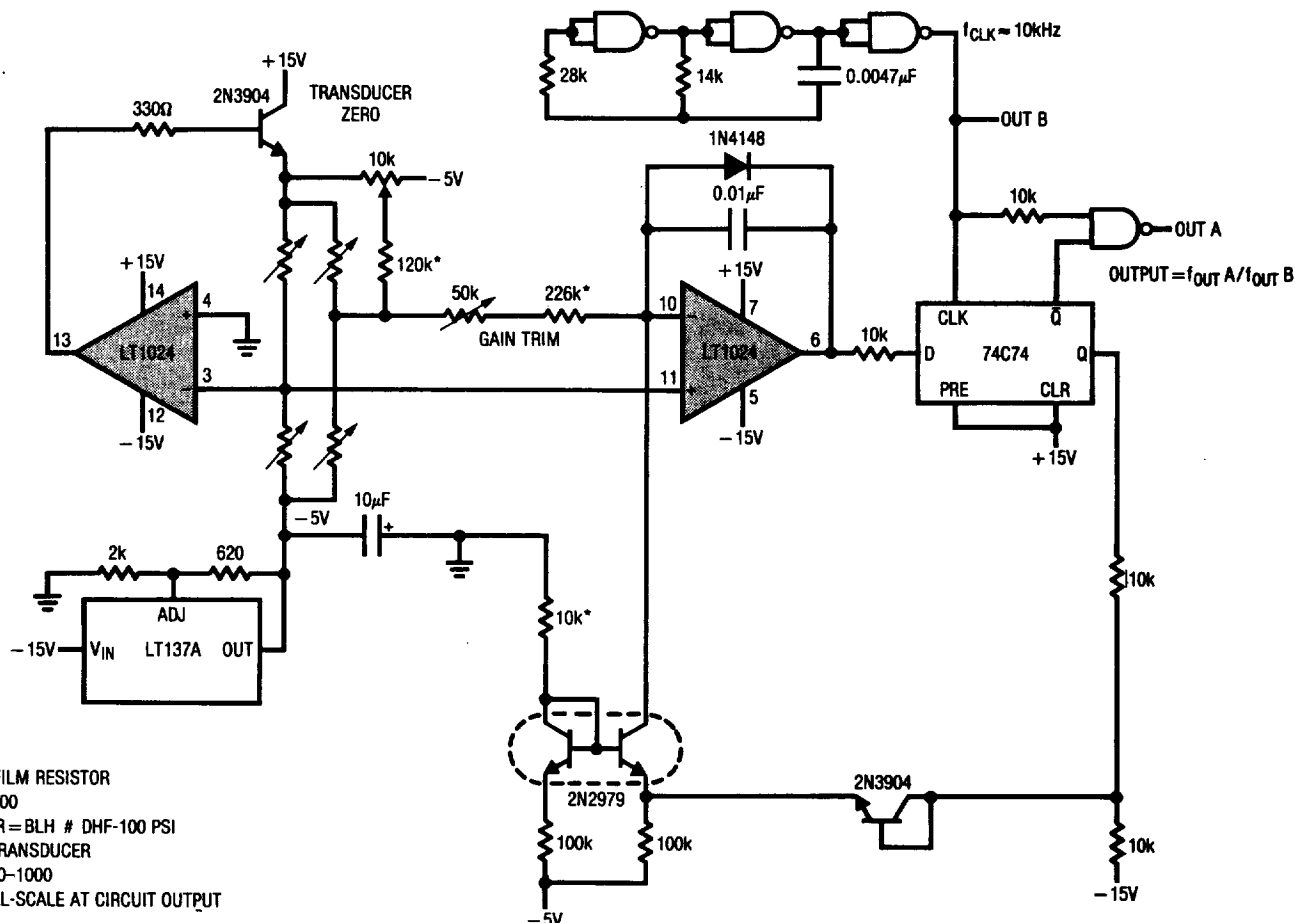 fCLK ≈ 10kHz
28k
14k
0.0047µF
+15V
2N3904
TRANSDUCER
ZERO
330Ω
10k
-5V
OUT B
1N4148
0.01µF
10k
OUT A
OUTPUT = fOUT A/fOUT B
120k*
+15V
14
4
+
13
LT1024
3
-
12
-15V
50k
226k*
GAIN TRIM
+15V
10
-
7
LT1024
6
11
+
5
-15V
10k
CLK
Q̅
D
74C74
Q
PRE
CLR
+15V
-5V
10µF
+
2k
620
ADJ
-15V
VIN
LT137A
OUT
10k*
10k
2N2979
2N3904
100k
100k
-5V
10k
-15V
FILM RESISTOR
00
R=BLH # DHF-100 PSI
RANSDUCER
0-1000
L-SCALE AT CIRCUIT OUTPUT